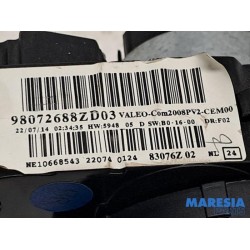 98072688ZD03 VALEO-Com2008PV2-CEM00
22/07/14 02:34:35 HW:5948 05 D SW:B0-16-00 DR:F02
ME10668543 22074 0124 83076Z 02 WL 24
MARESIA